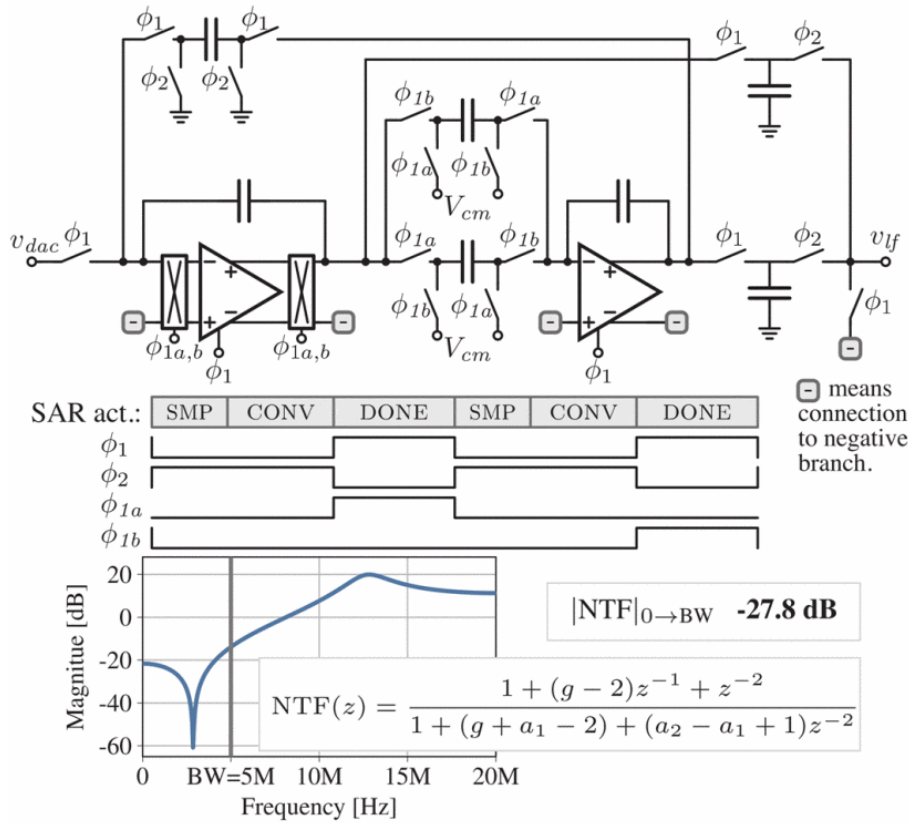 ϕ1 ϕ1
ϕ2 ϕ2
ϕ1 ϕ2
ϕ1b ϕ1a
ϕ1a ϕ1b
Vcm
vdac ϕ1
ϕ1a ϕ1b
ϕ1 ϕ2 vlf
- + + -
ϕ1b ϕ1a
Vcm
- + + -
ϕ1
- - - - -
ϕ1a,b ϕ1a,b
ϕ1 ϕ1
- means
connection
to negative
branch.
SAR act.: SMP CONV DONE SMP CONV DONE
ϕ1
ϕ2
ϕ1a
ϕ1b
Magnitue [dB]
20
0
-20
-40
-60
|NTF|0→BW -27.8 dB
NTF(z) = 1 + (g − 2)z⁻¹ + z⁻² / 1 + (g + a1 − 2) + (a2 − a1 + 1)z⁻²
0 BW=5M 10M 15M 20M
Frequency [Hz]